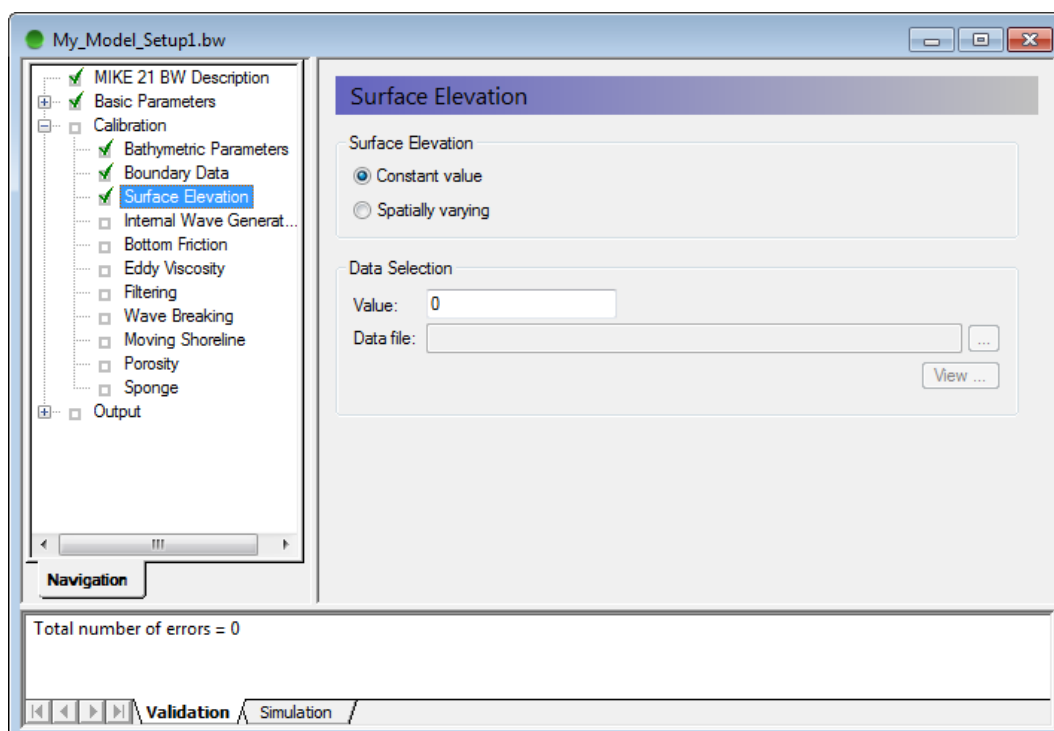 My_Model_Setup1.bw
MIKE 21 BW Description
Basic Parameters
Calibration
Bathymetric Parameters
Boundary Data
Surface Elevation
Internal Wave Generat...
Bottom Friction
Eddy Viscosity
Filtering
Wave Breaking
Moving Shoreline
Porosity
Sponge
Output
Navigation
Surface Elevation
Surface Elevation
Constant value
Spatially varying
Data Selection
Value: 0
Data file: ...
View ...
Total number of errors = 0
Validation Simulation